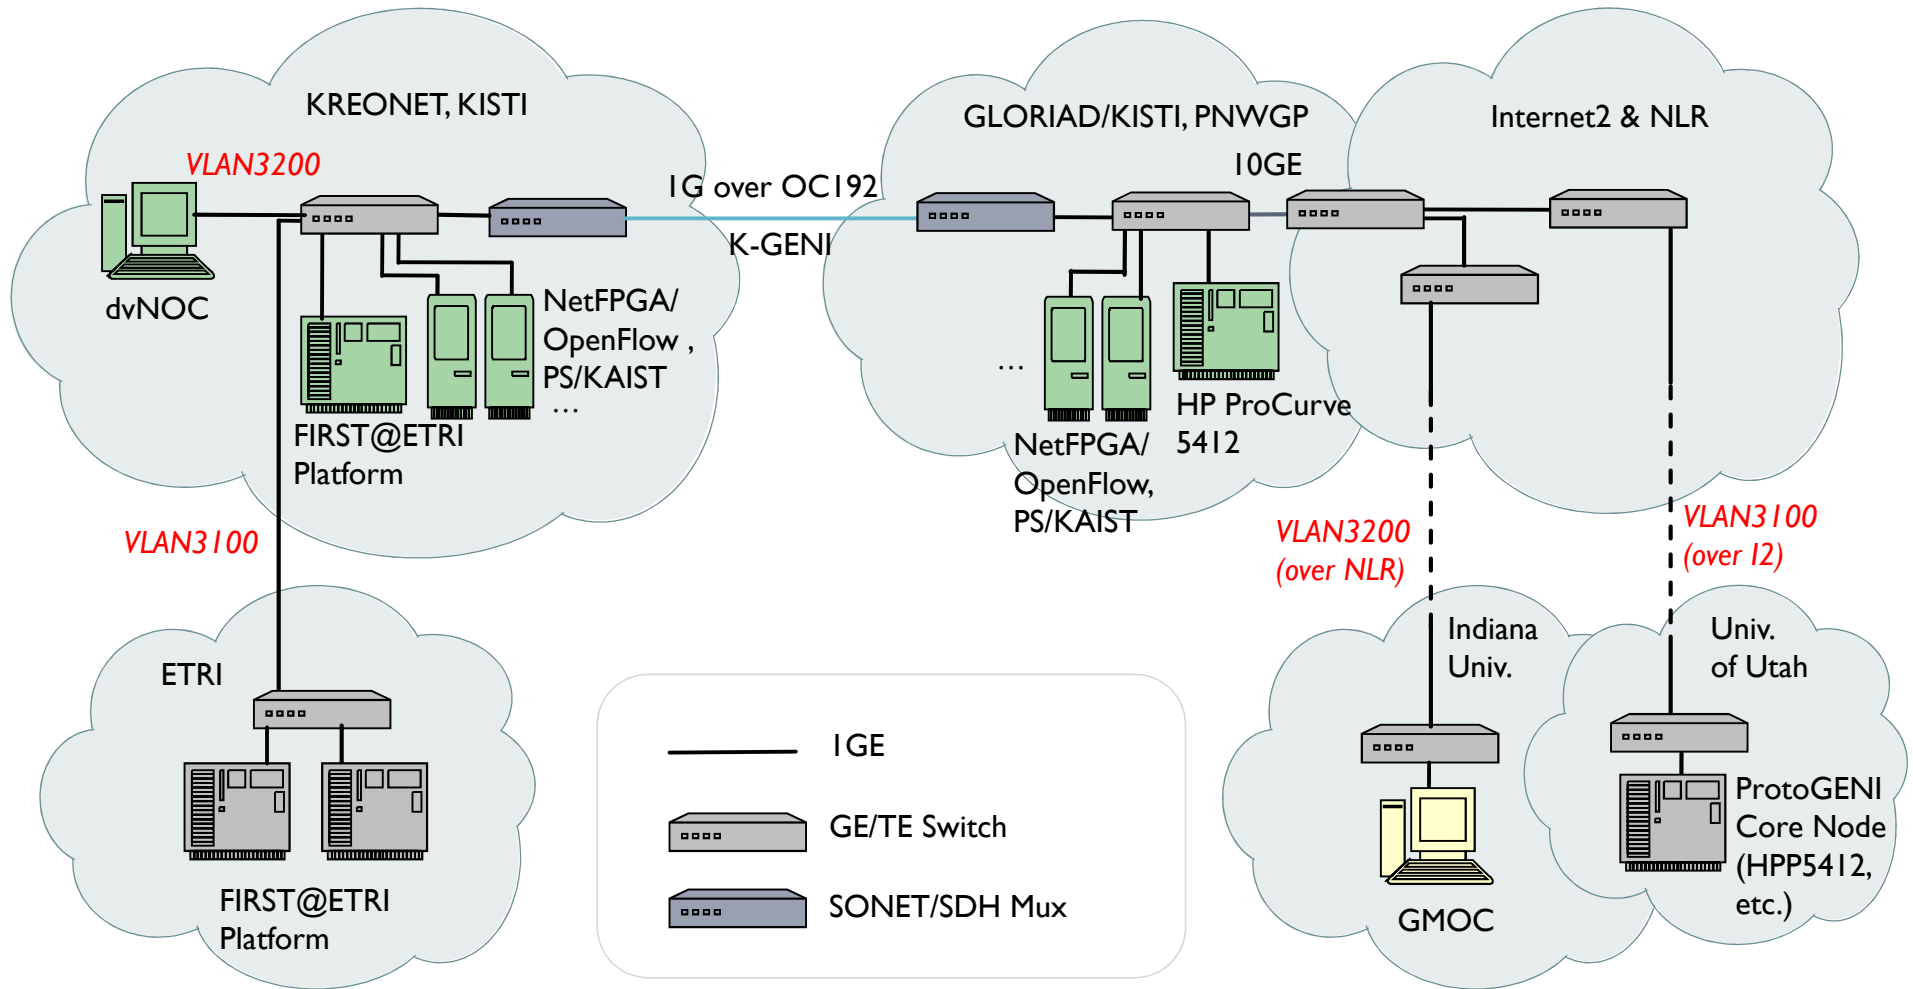 KREONET, KISTI
VLAN3200
dvNOC
1G over OC192
K-GENI
NetFPGA/
OpenFlow ,
PS/KAIST
...
FIRST@ETRI
Platform
VLAN3100
GLORIAD/KISTI, PNWGP
10GE
...
HP ProCurve
5412
NetFPGA/
OpenFlow,
PS/KAIST
Internet2 & NLR
VLAN3200
(over NLR)
VLAN3100
(over I2)
ETRI
FIRST@ETRI
Platform
1GE
GE/TE Switch
SONET/SDH Mux
Indiana
Univ.
GMOC
Univ.
of Utah
ProtoGENI
Core Node
(HPP5412,
etc.)